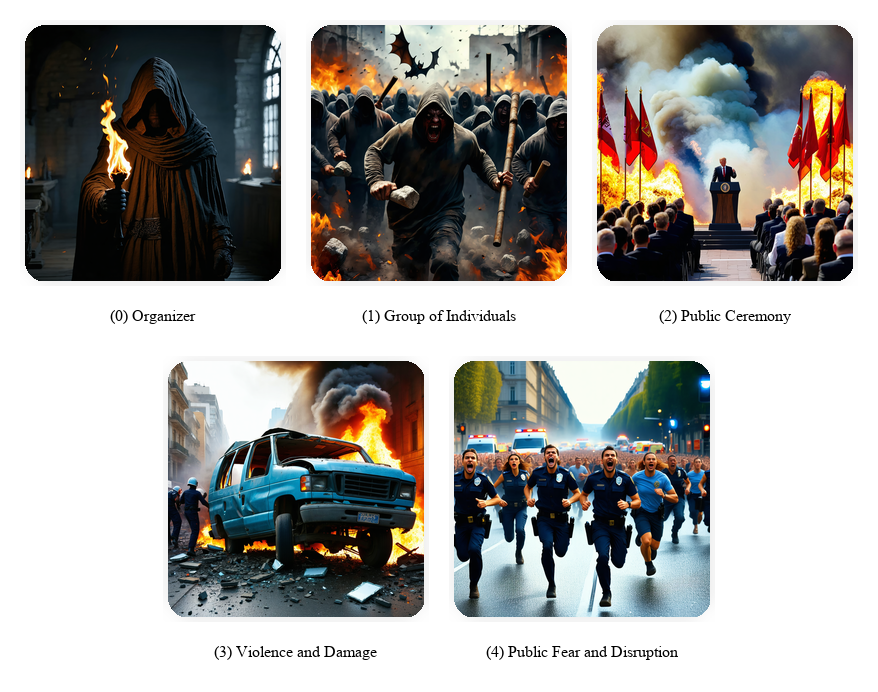 (0) Organizer
(1) Group of Individuals
(2) Public Ceremony
(3) Violence and Damage
(4) Public Fear and Disruption